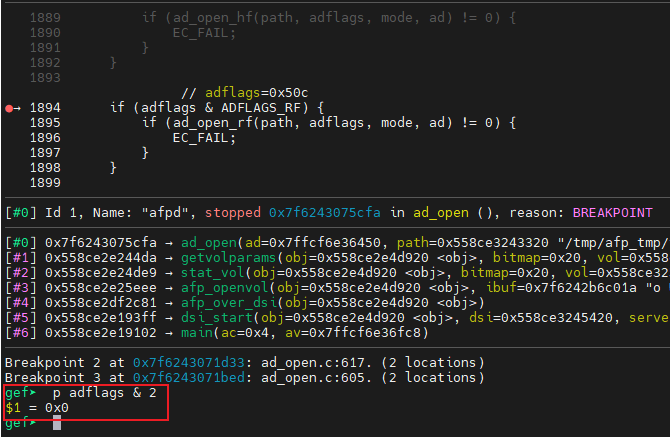 1889 if (ad_open_hf(path, adflags, mode, ad) != 0) {
1890 EC_FAIL;
1891 }
1892 }
1893
// adflags=0x50c
●→ 1894 if (adflags & ADFLAGS_RF) {
1895 if (ad_open_rf(path, adflags, mode, ad) != 0) {
1896 EC_FAIL;
1897 }
1898 }
1899
[#0] Id 1, Name: "afpd", stopped 0x7f6243075cfa in ad_open (), reason: BREAKPOINT
[#0] 0x7f6243075cfa → ad_open(ad=0x7ffcf6e36450, path=0x558ce3243320 "/tmp/afp_tmp/
[#1] 0x558ce2e244da → getvolparams(obj=0x558ce2e4d920 <obj>, bitmap=0x20, vol=0x558
[#2] 0x558ce2e24de9 → stat_vol(obj=0x558ce2e4d920 <obj>, bitmap=0x20, vol=0x558ce32
[#3] 0x558ce2e25eee → afp_openvol(obj=0x558ce2e4d920 <obj>, ibuf=0x7f6242b6c01a "o
[#4] 0x558ce2df2c81 → afp_over_dsi(obj=0x558ce2e4d920 <obj>)
[#5] 0x558ce2e193ff → dsi_start(obj=0x558ce2e4d920 <obj>, dsi=0x558ce3245420, serve
[#6] 0x558ce2e19102 → main(ac=0x4, av=0x7ffcf6e36fc8)
Breakpoint 2 at 0x7f6243071d33: ad_open.c:617. (2 locations)
Breakpoint 3 at 0x7f6243071bed: ad_open.c:605. (2 locations)
gef➤ p adflags & 2
$1 = 0x0
gef➤